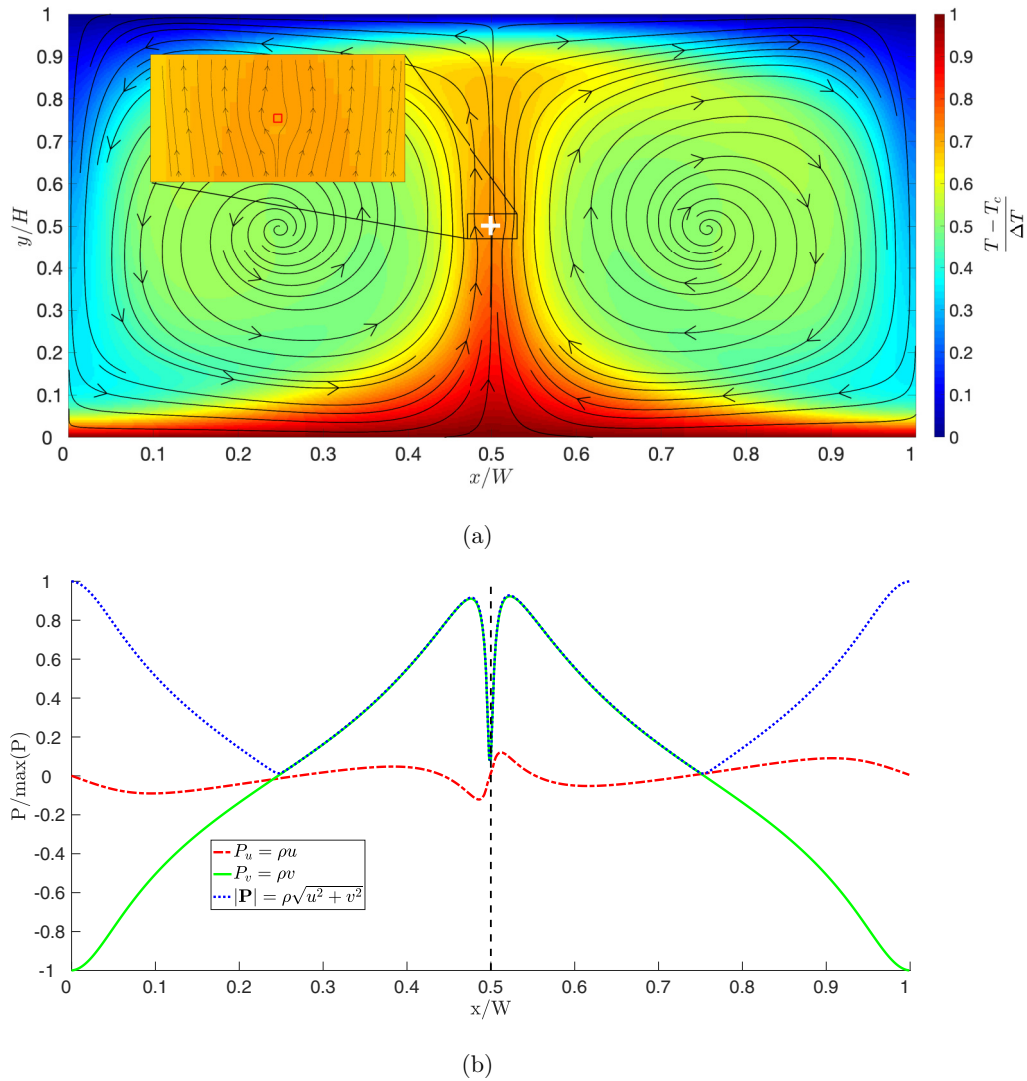 1
0.9
0.8
0.7
0.6
0.5
0.4
0.3
0.2
0.1
0
y/H
0 0.1 0.2 0.3 0.4 0.5 0.6 0.7 0.8 0.9 1
x/W
1
0.9
0.8
0.7
0.6
0.5
0.4
0.3
0.2
0.1
0
T − T_c
ΔT
(a)
1
0.8
0.6
0.4
0.2
0
-0.2
-0.4
-0.6
-0.8
-1
P/max(P)
P_u = ρu
P_v = ρv
|P| = ρ√(u² + v²)
0 0.1 0.2 0.3 0.4 0.5 0.6 0.7 0.8 0.9 1
x/W
(b)